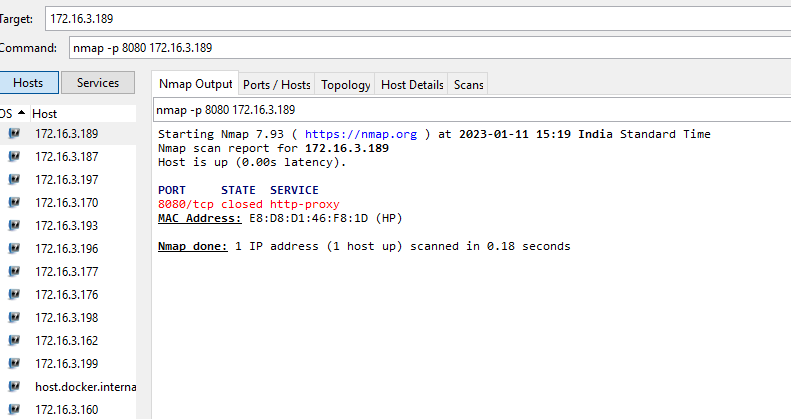 Target: 172.16.3.189
Command: nmap -p 8080 172.16.3.189
Hosts Services
Nmap Output Ports / Hosts Topology Host Details Scans
OS Host
nmap -p 8080 172.16.3.189
172.16.3.189
172.16.3.187
172.16.3.197
172.16.3.170
172.16.3.193
172.16.3.196
172.16.3.177
172.16.3.176
172.16.3.198
172.16.3.162
172.16.3.199
host.docker.interna
172.16.3.160
Starting Nmap 7.93 ( https://nmap.org ) at 2023-01-11 15:19 India Standard Time
Nmap scan report for 172.16.3.189
Host is up (0.00s latency).
PORT STATE SERVICE
8080/tcp closed http-proxy
MAC Address: E8:D8:D1:46:F8:1D (HP)
Nmap done: 1 IP address (1 host up) scanned in 0.18 seconds